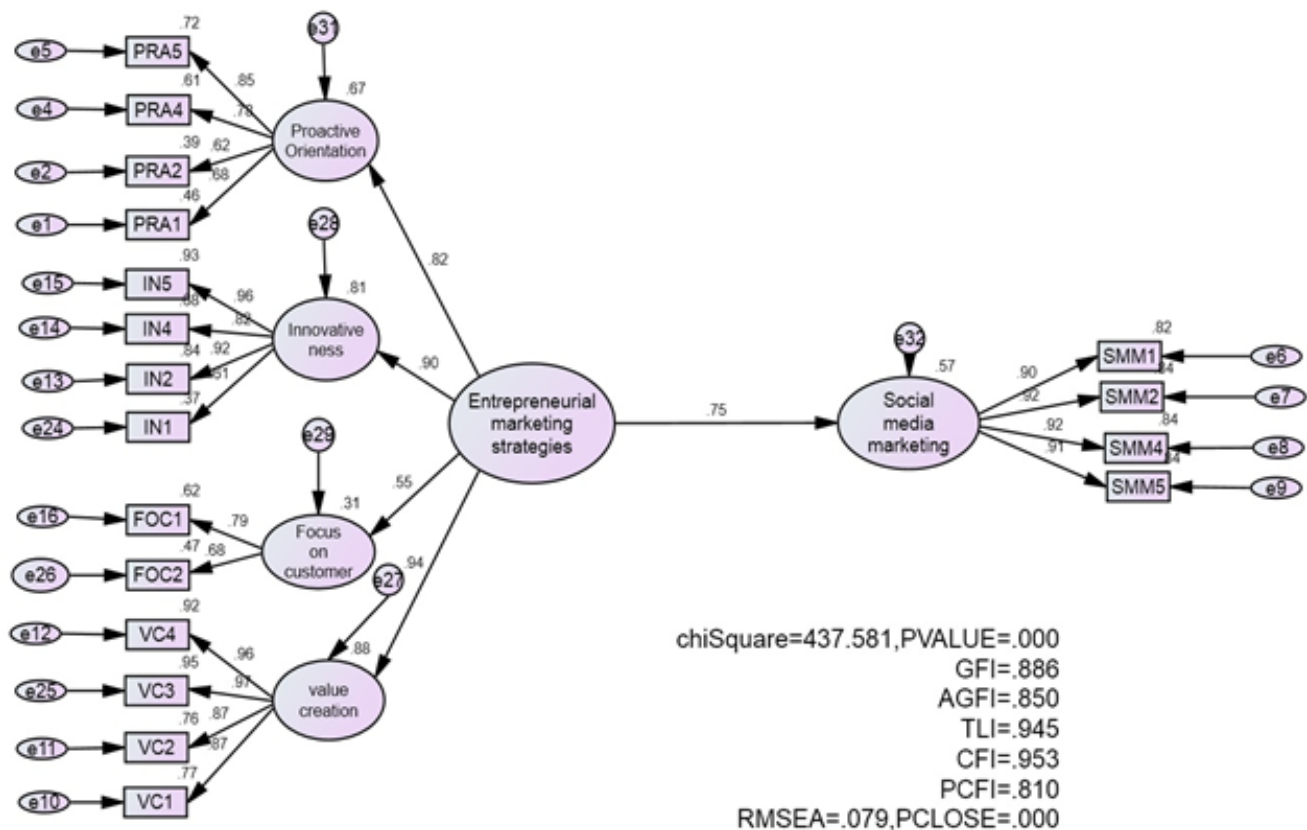 .72
e31
e5
PRA5
.67
.61
.85
e4
PRA4
.78
Proactive
Orientation
.39
.62
e2
PRA2
.68
.46
e1
PRA1
e28
.93
.82
e15
IN5
.96
.81
e14
IN4
.82
Innovative
ness
.84
.92
e13
IN2
.90
.37
e24
IN1
Entrepreneurial
marketing
strategies
.75
e32
.57
Social
media
marketing
.82
SMM1
e6
.90
SMM2
e7
.92
.84
.92
SMM4
e8
.91
SMM5
e9
e29
.55
.62
.31
e16
FOC1
.79
Focus
on
customer
.47
.68
e26
FOC2
.94
e27
.92
e12
VC4
.96
.88
.95
e25
VC3
.97
value
creation
.76
.87
e11
VC2
.87
.77
e10
VC1
chiSquare=437.581,PVALUE=.000
GFI=.886
AGFI=.850
TLI=.945
CFI=.953
PCFI=.810
RMSEA=.079,PCLOSE=.000